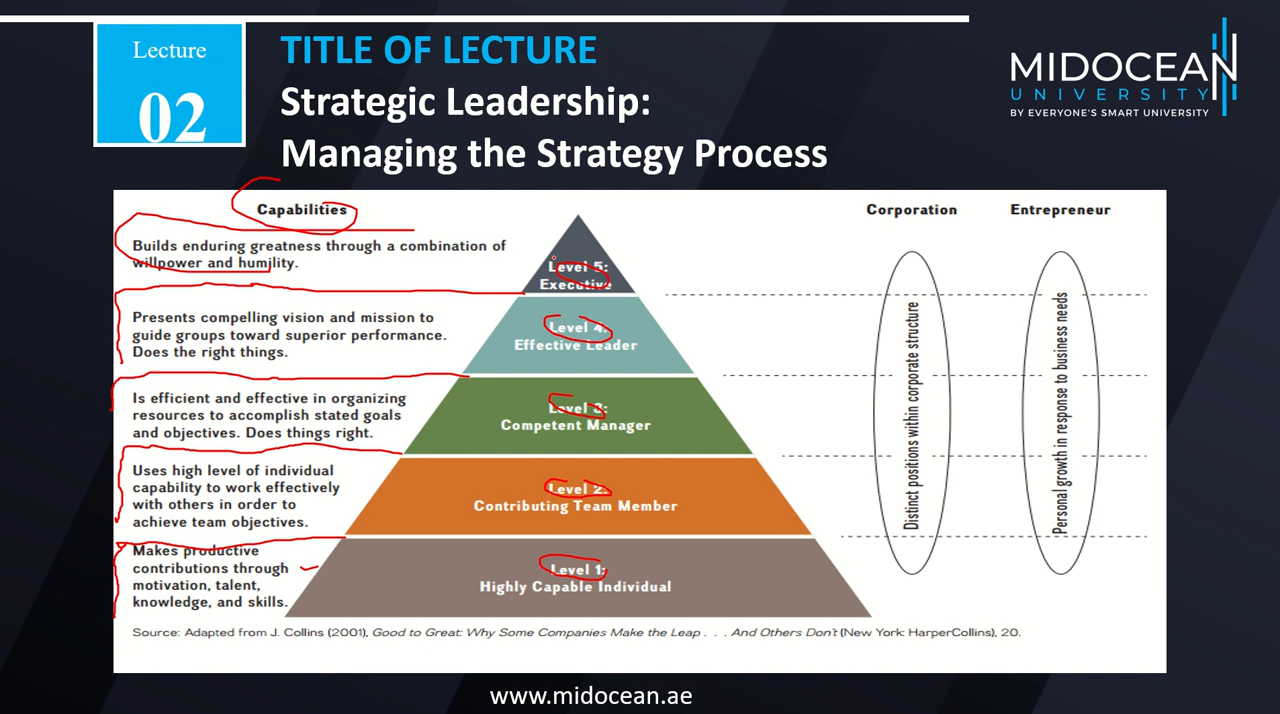 Lecture
02
TITLE OF LECTURE
Strategic Leadership:
Managing the Strategy Process
MIDOCEAN
UNIVERSITY
BY EVERYONE'S SMART UNIVERSITY
Capabilities
Corporation
Entrepreneur
Builds enduring greatness through a combination of
willpower and humility.
Level 5:
Executive
Presents compelling vision and mission to
guide groups toward superior performance.
Does the right things.
Level 4:
Effective Leader
Is efficient and effective in organizing
resources to accomplish stated goals
and objectives. Does things right.
Level 3:
Competent Manager
Uses high level of individual
capability to work effectively
with others in order to
achieve team objectives.
Level 2:
Contributing Team Member
Makes productive
contributions through
motivation, talent,
knowledge, and skills.
Level 1:
Highly Capable Individual
Distinct positions within corporate structure
Personal growth in response to business needs
Source: Adapted from J. Collins (2001), Good to Great: Why Some Companies Make the Leap . . . And Others Don't (New York: HarperCollins), 20.
www.midocean.ae